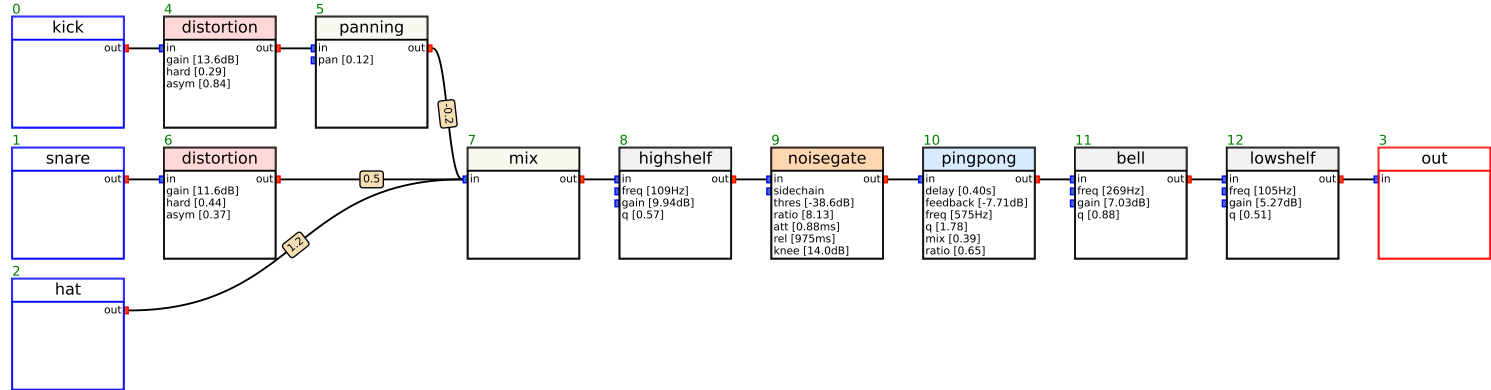 0
kick
out
4
distortion
in out
gain [13.6dB]
hard [0.29]
asym [0.84]
5
panning
in out
pan [0.12]
-0.2
1
snare
out
6
distortion
in out
gain [11.6dB]
hard [0.44]
asym [0.37]
0.5
7
mix
in out
8
highshelf
in out
freq [109Hz]
gain [9.94dB]
q [0.57]
9
noisegate
in out
sidechain
thres [-38.6dB]
ratio [8.13]
att [0.88ms]
rel [975ms]
knee [14.0dB]
10
pingpong
in out
delay [0.40s]
feedback [-7.71dB]
freq [575Hz]
q [1.78]
mix [0.39]
ratio [0.65]
11
bell
in out
freq [269Hz]
gain [7.03dB]
q [0.88]
12
lowshelf
in out
freq [105Hz]
gain [5.27dB]
q [0.51]
3
out
in
1.2
2
hat
out